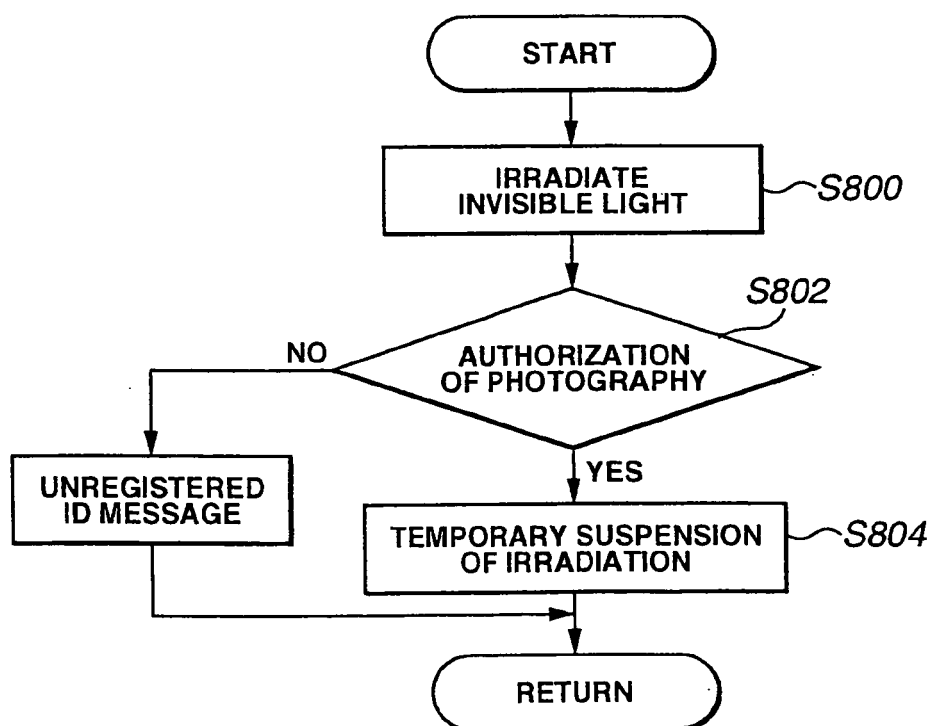 START
IRRADIATE
INVISIBLE LIGHT
S800
S802
AUTHORIZATION
OF PHOTOGRAPHY
NO
YES
UNREGISTERED
ID MESSAGE
TEMPORARY SUSPENSION
OF IRRADIATION
S804
RETURN